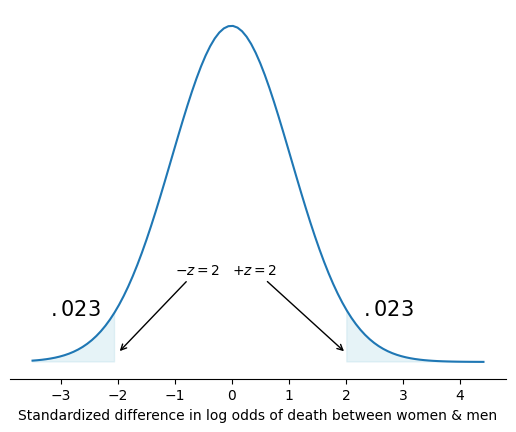 −z = 2 +z = 2
.023 .023
−3 −2 −1 0 1 2 3 4
Standardized difference in log odds of death between women & men